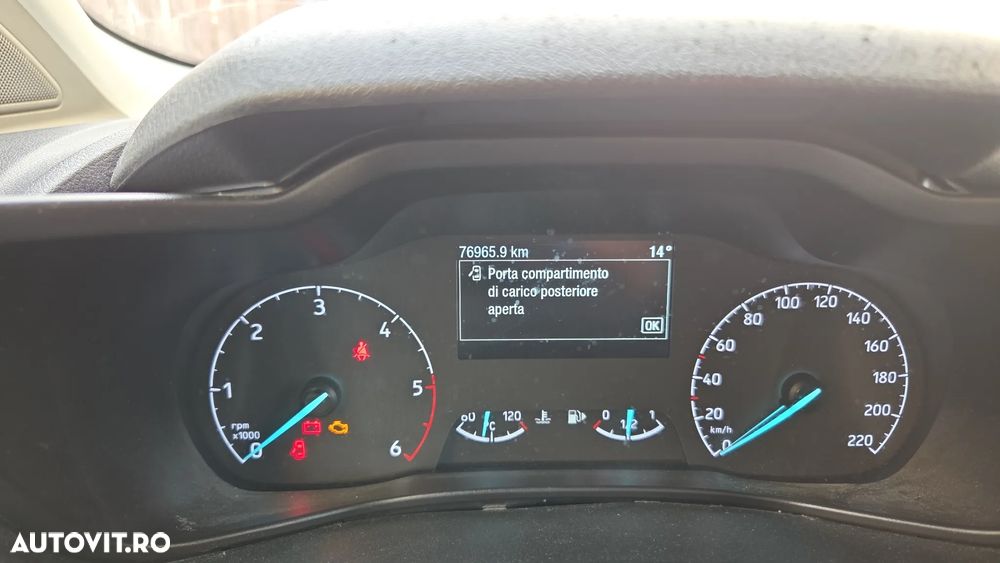 76965.9 km 14°
Porta compartimento
di carico posteriore
aperta
OK
0 1 2 3 4 5 6
rpm
x1000
120
°C
0 1/2 1
0 20 40 60 80 100 120 140 160 180 200 220
km/h
AUTOVIT.RO